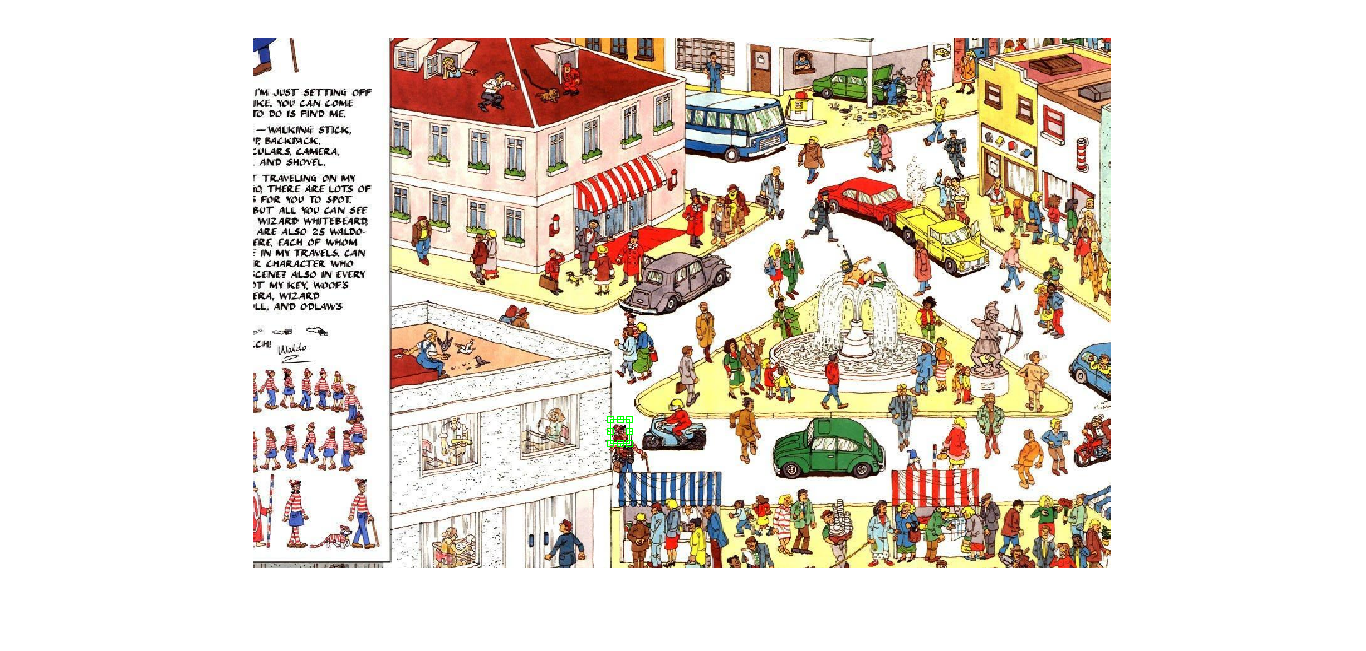 I'M JUST SETTING OFF
IKE. YOU CAN COME
TO DO IS FIND ME.
— WALKING STICK,
P, BACKPACK,
CULARS, CAMERA,
, AND SHOVEL.
T TRAVELING ON MY
O, THERE ARE LOTS OF
S FOR YOU TO SPOT.
BUT ALL YOU CAN SEE
WIZARD WHITEBEARD,
ARE ALSO 25 WALDO-
ERE, EACH OF WHOM
E IN MY TRAVELS. CAN
R CHARACTER WHO
SCENE? ALSO IN EVERY
OT MY KEY, WOOF'S
ERA, WIZARD
LL, AND ODLAW'S
CH!
Waldo